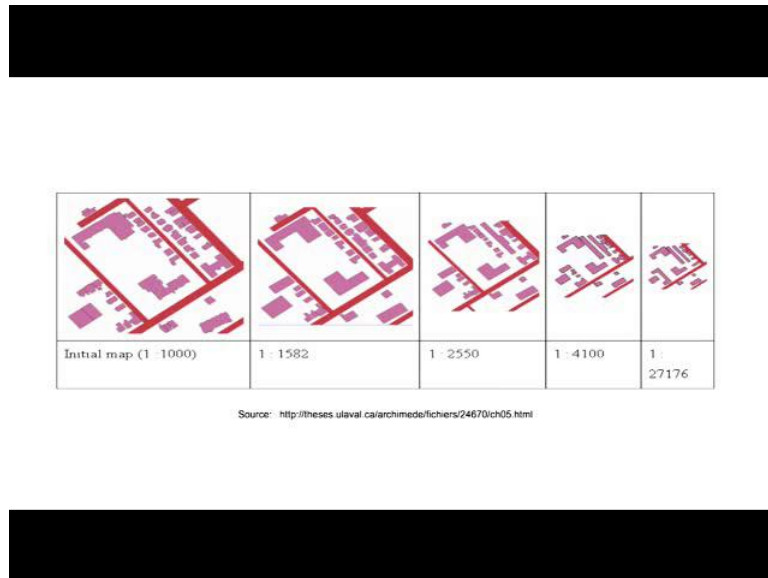 Initial map (1 : 1000)
1 : 1582
1 : 2550
1 : 4100
1 :
27176
Source: http://theses.ulaval.ca/archimede/fichiers/24670/ch05.html